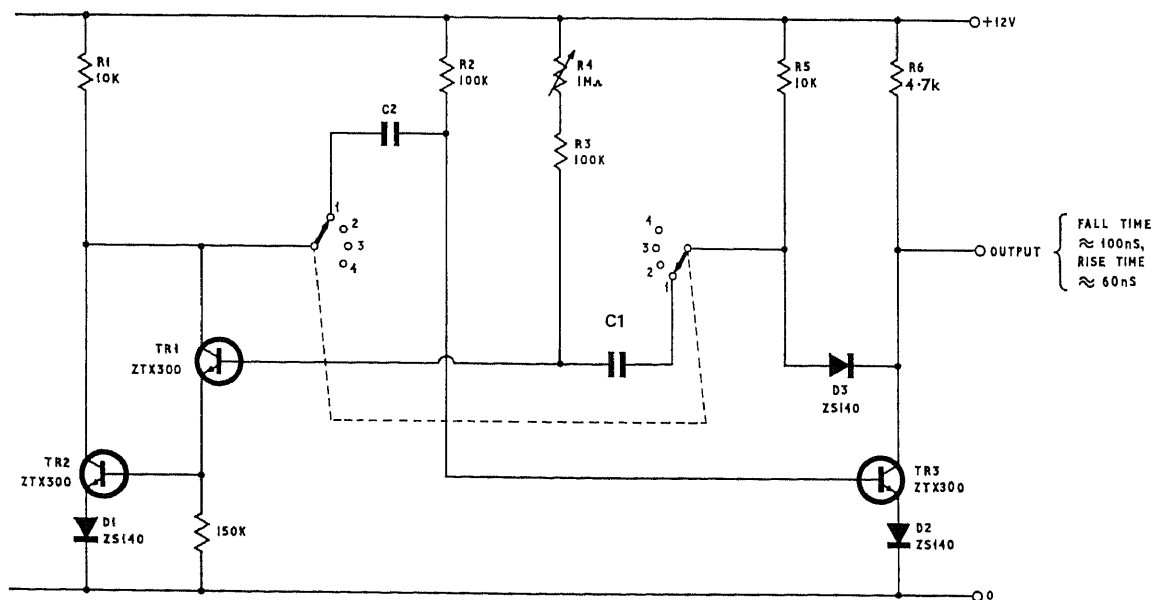 +12V
R1
10K
R2
100K
R4
1MΩ
R5
10K
R6
4.7k
C2
R3
100K
1
2
3
4
4
3
2
1
OUTPUT
FALL TIME
≈ 100nS,
RISE TIME
≈ 60nS
C1
TR1
ZTX300
D3
ZS140
TR2
ZTX300
TR3
ZTX300
D1
ZS140
150K
D2
ZS140
0